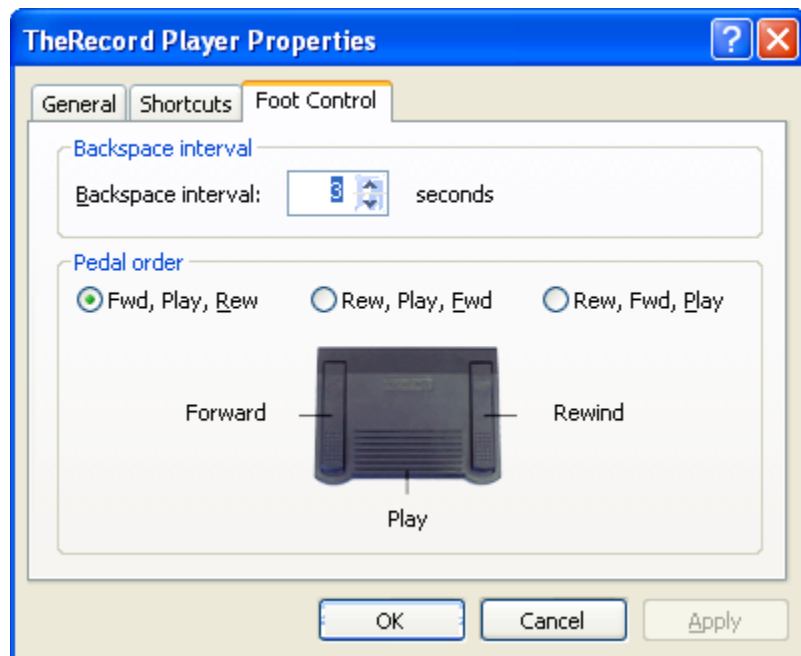 TheRecord Player Properties
General Shortcuts Foot Control
Backspace interval
Backspace interval: 3 seconds
Pedal order
Fwd, Play, Rew Rew, Play, Fwd Rew, Fwd, Play
Forward Rewind
Play
OK Cancel Apply